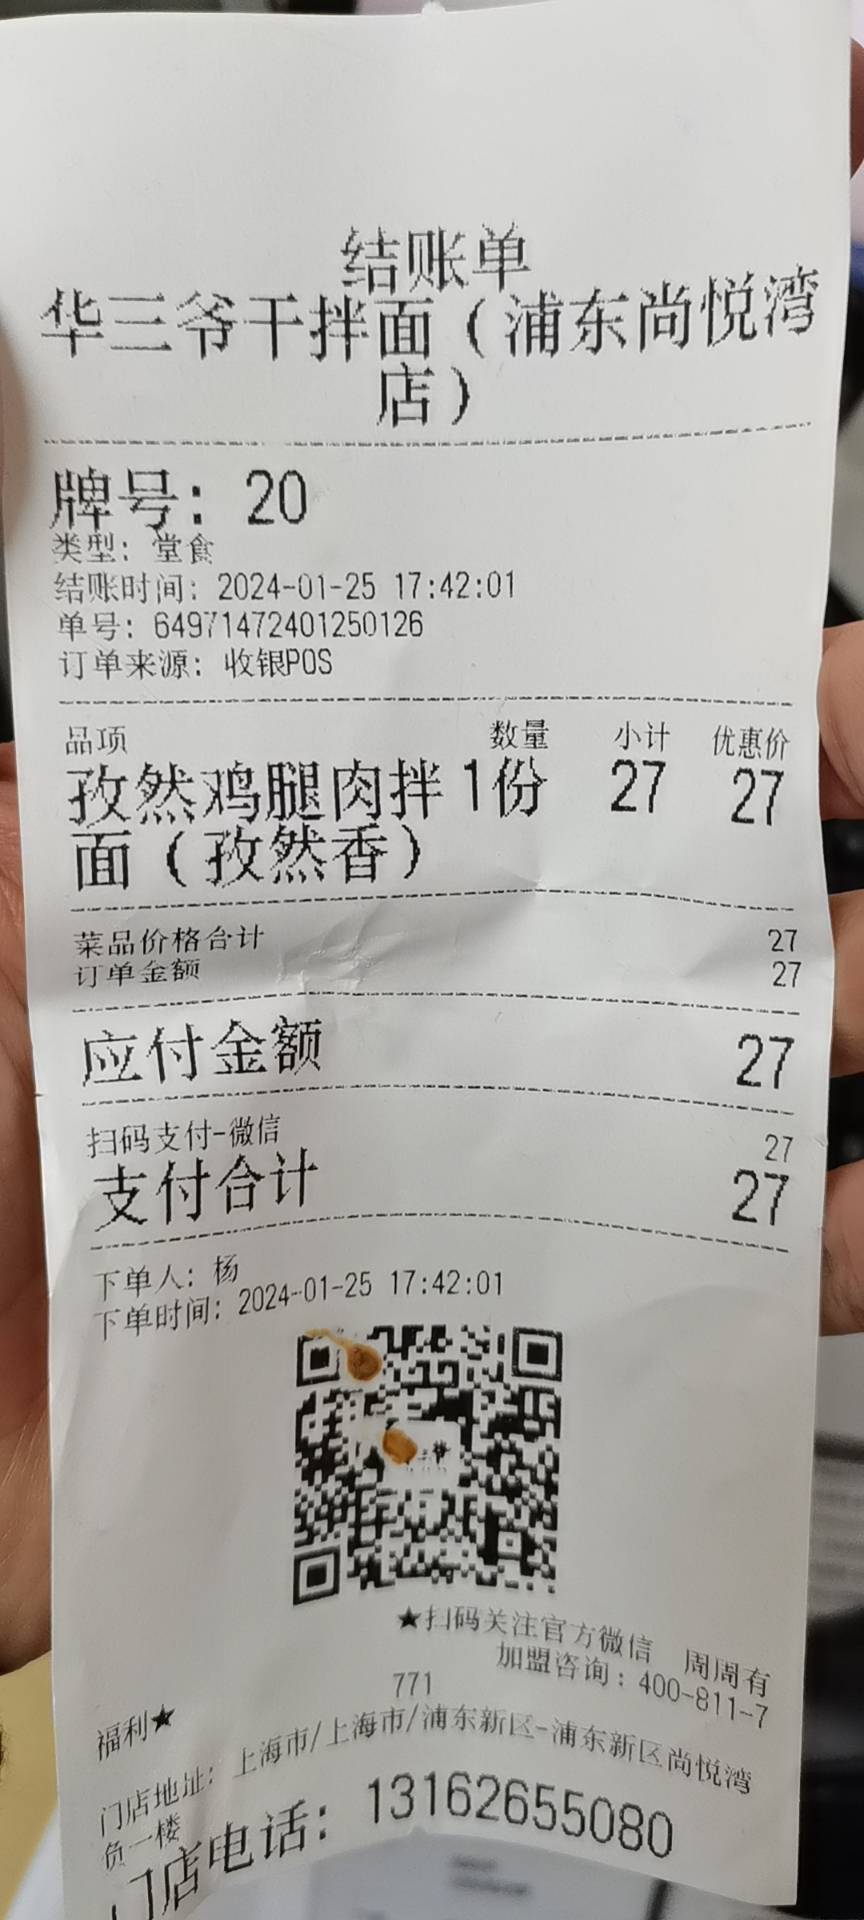 结账单
华三爷干拌面（浦东尚悦湾
店）
牌号：20
类型：堂食
结账时间：2024-01-25 17:42:01
单号：64971472401250126
订单来源：收银POS
品项 数量 小计 优惠价
孜然鸡腿肉拌 1份 27 27
面（孜然香）
菜品价格合计 27
订单金额 27
应付金额 27
扫码支付-微信 27
支付合计 27
下单人：杨
下单时间：2024-01-25 17:42:01
★扫码关注官方微信 周周有
福利★
加盟咨询：400-811-7
771
门店地址：上海市/上海市/浦东新区-浦东新区尚悦湾
负一楼
门店电话：13162655080